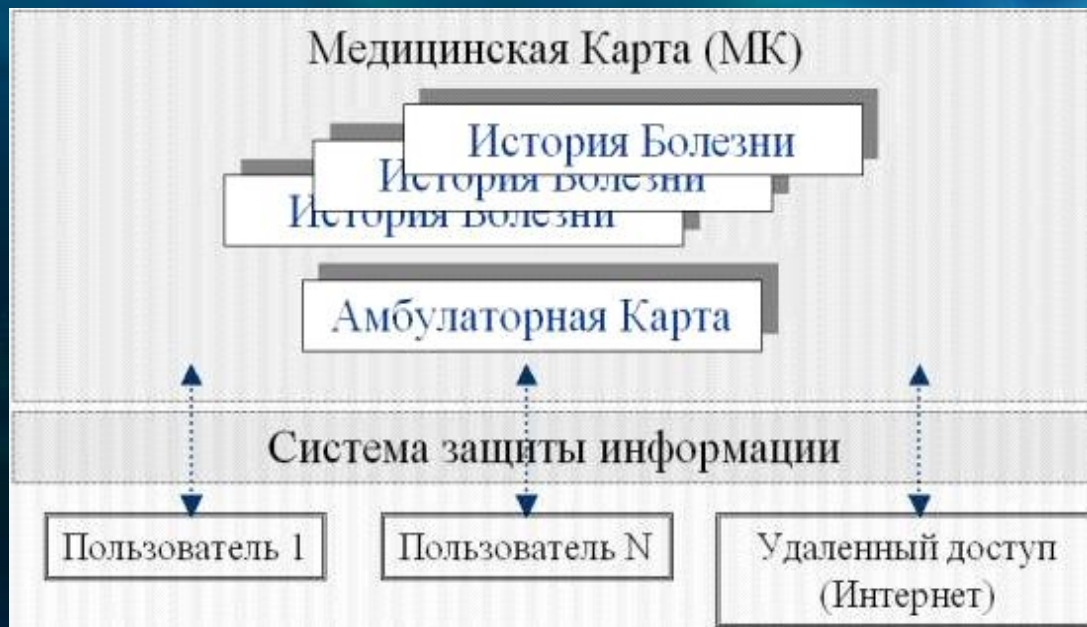 Медицинская Карта (МК)
История Болезни
История Болезни
История Болезни
Амбулаторная Карта
Система защиты информации
Пользователь 1
Пользователь N
Удаленный доступ
(Интернет)